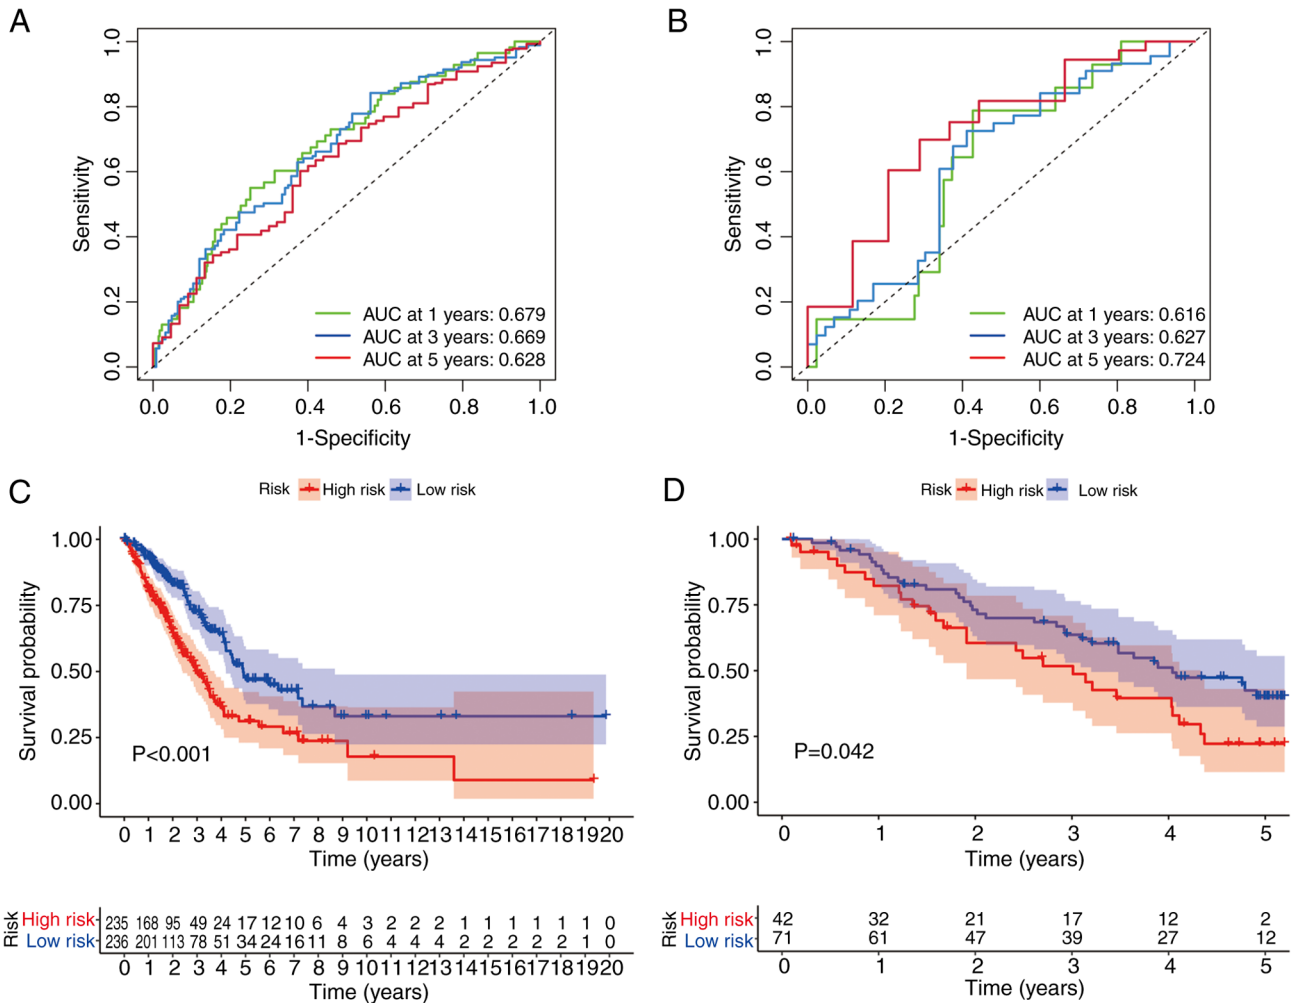 A
1.0
0.8
0.6
0.4
0.2
0.0
Sensitivity
AUC at 1 years: 0.679
AUC at 3 years: 0.669
AUC at 5 years: 0.628
0.0 0.2 0.4 0.6 0.8 1.0
1-Specificity
B
1.0
0.8
0.6
0.4
0.2
0.0
Sensitivity
AUC at 1 years: 0.616
AUC at 3 years: 0.627
AUC at 5 years: 0.724
0.0 0.2 0.4 0.6 0.8 1.0
1-Specificity
C
Risk High risk Low risk
1.00
0.75
0.50
0.25
0.00
Survival probability
P<0.001
0 1 2 3 4 5 6 7 8 9 10 11 12 13 14 15 16 17 18 19 20
Time (years)
Risk
High risk 235 168 95 49 24 17 12 10 6 4 3 2 2 2 1 1 1 1 1 1 0
Low risk 236 201 113 78 51 34 24 16 11 8 6 4 4 4 2 2 2 2 2 1 0
0 1 2 3 4 5 6 7 8 9 10 11 12 13 14 15 16 17 18 19 20
Time (years)
D
Risk High risk Low risk
1.00
0.75
0.50
0.25
0.00
Survival probability
P=0.042
0 1 2 3 4 5
Time (years)
Risk
High risk 42 32 21 17 12 2
Low risk 71 61 47 39 27 12
0 1 2 3 4 5
Time (years)